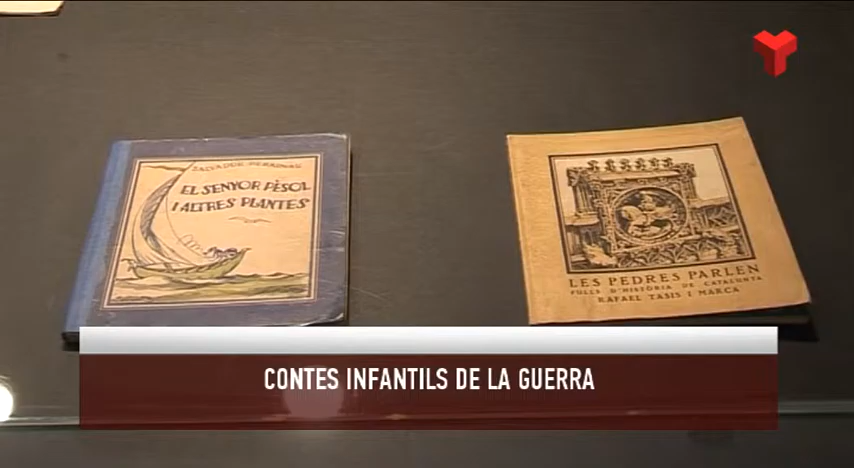 SALVADOR PERARNAU
EL SENYOR PÈSOL
I ALTRES PLANTES
LES PEDRES PARLEN
FULLS D'HISTÒRIA DE CATALUNYA
RAFAEL TASIS I MARCA
CONTES INFANTILS DE LA GUERRA